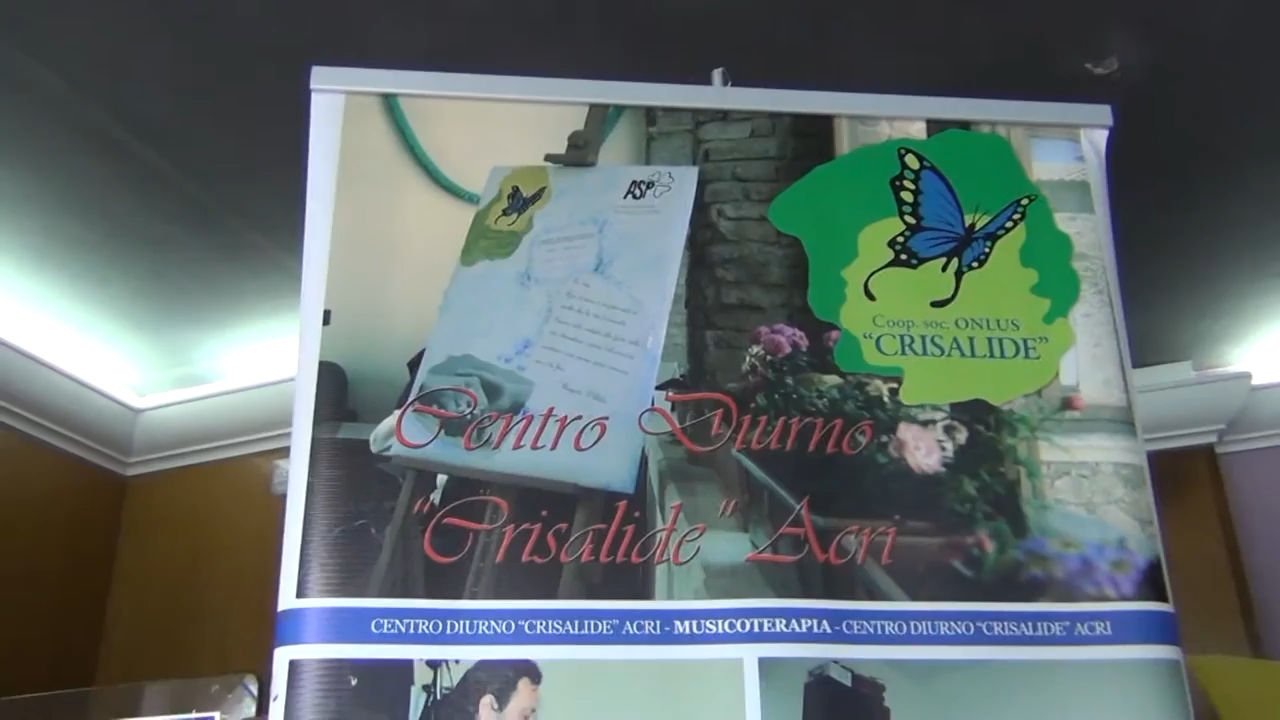 ASP
Coop. soc. ONLUS
"CRISALIDE"
Centro Diurno
"Crisalide" Acri
CENTRO DIURNO "CRISALIDE" ACRI - MUSICOTERAPIA - CENTRO DIURNO "CRISALIDE" ACRI